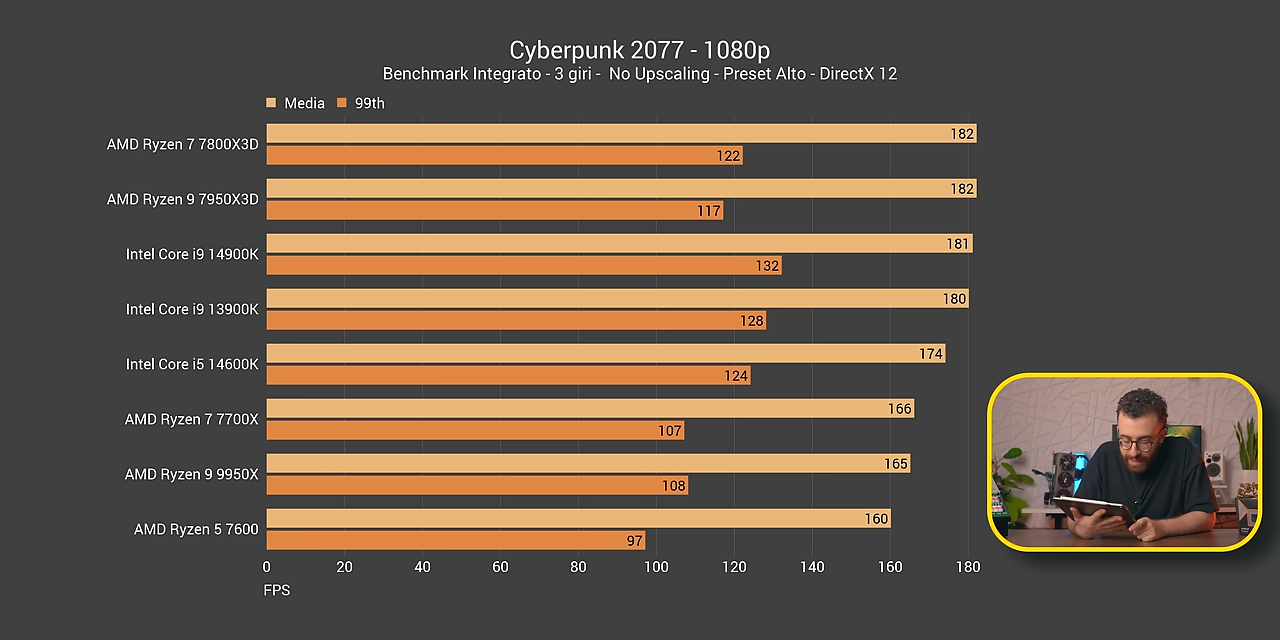 Cyberpunk 2077 - 1080p
Benchmark Integrato - 3 giri - No Upscaling - Preset Alto - DirectX 12
Media 99th
AMD Ryzen 7 7800X3D 182
122
AMD Ryzen 9 7950X3D 182
117
Intel Core i9 14900K 181
132
Intel Core i9 13900K 180
128
Intel Core i5 14600K 174
124
AMD Ryzen 7 7700X 166
107
AMD Ryzen 9 9950X 165
108
AMD Ryzen 5 7600 160
97
0 20 40 60 80 100 120 140 160 180
FPS